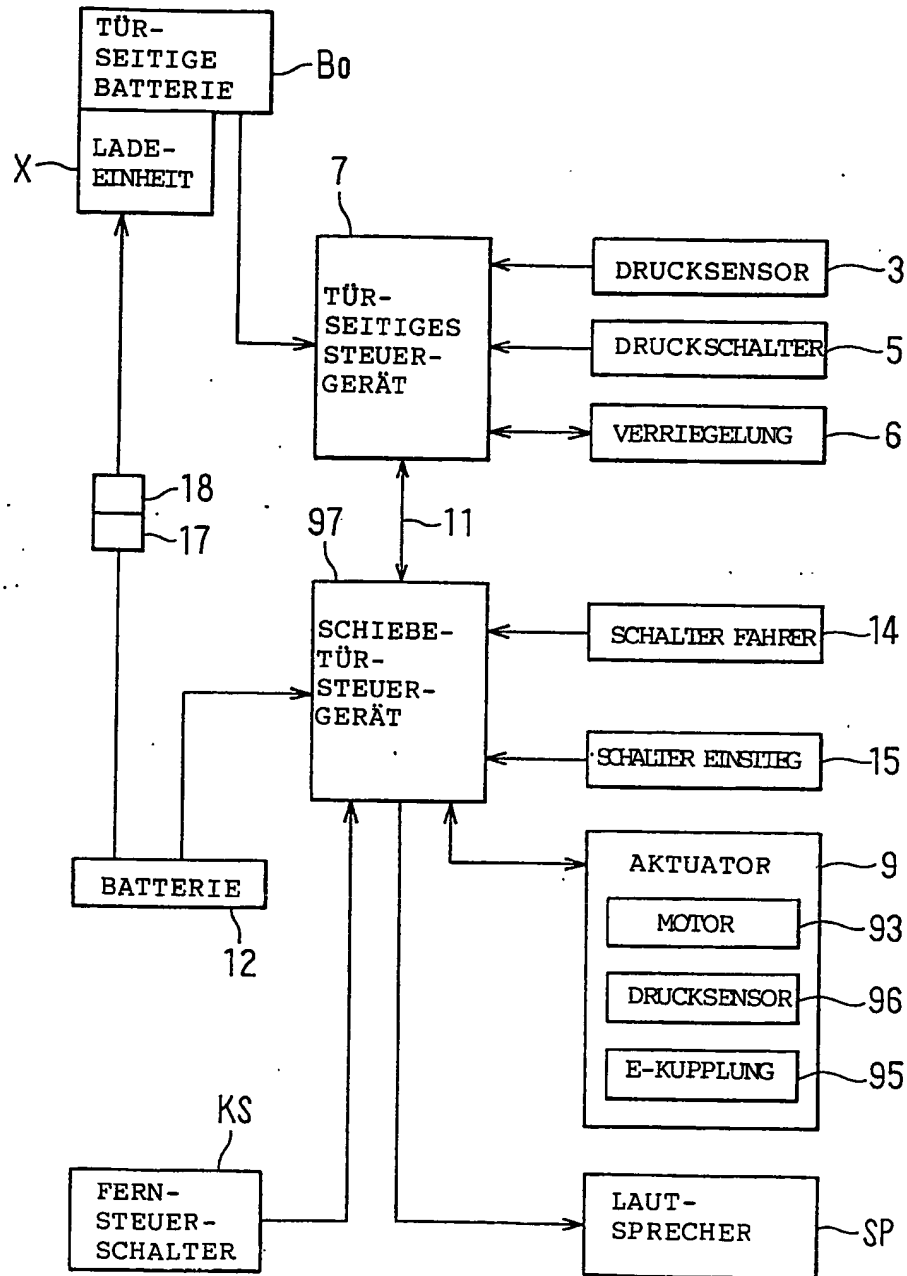 TÜR-
SEITIGE
BATTERIE
Bo
LADE-
EINHEIT
X
7
TÜR-
SEITIGES
STEUER-
GERÄT
DRUCKSENSOR
3
DRUCKSCHALTER
5
VERRIEGELUNG
6
18
17
11
97
SCHIEBE-
TÜR-
STEUER-
GERÄT
SCHALTER FAHRER
14
SCHALTER EINSTIEG
15
BATTERIE
12
AKTUATOR
9
MOTOR
93
DRUCKSENSOR
96
E-KUPPLUNG
95
KS
FERN-
STEUER-
SCHALTER
LAUT-
SPRECHER
SP